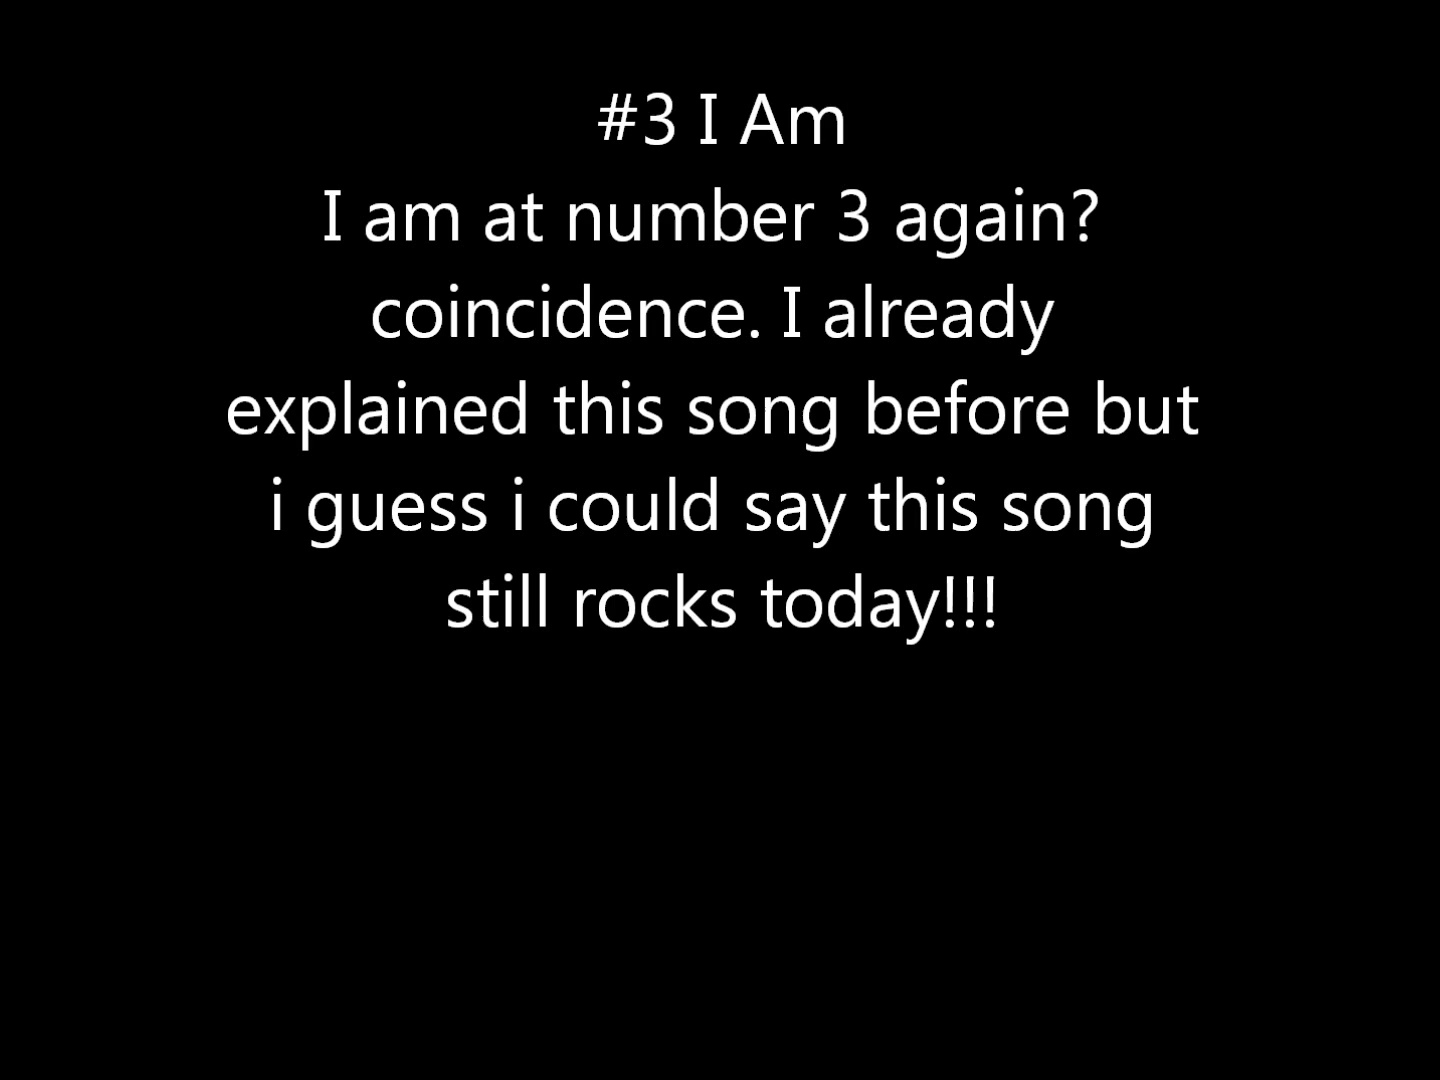 #3 I Am
I am at number 3 again?
coincidence. I already
explained this song before but
i guess i could say this song
still rocks today!!!